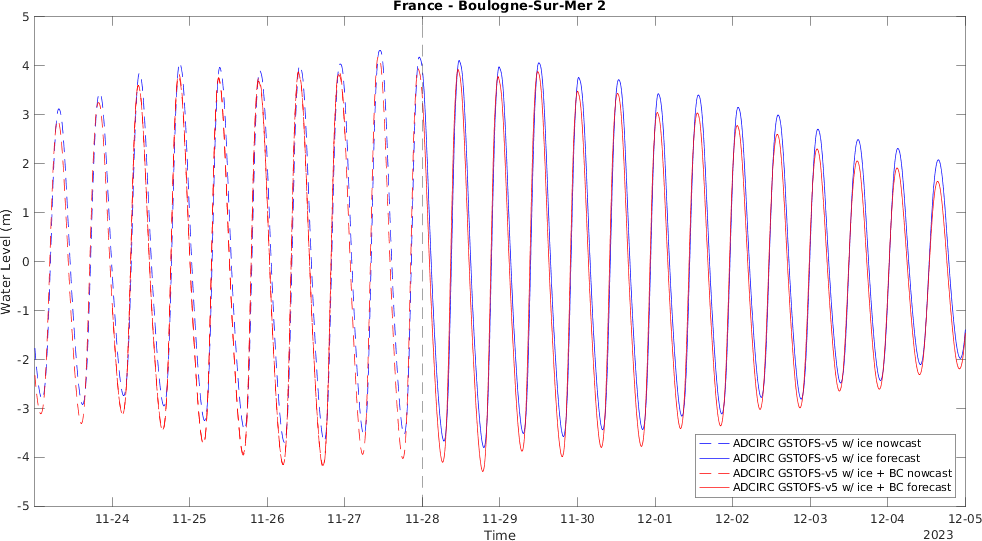 France - Boulogne-Sur-Mer 2
5
4
3
2
1
0
-1
-2
-3
-4
-5
Water Level (m)
ADCIRC GSTOFS-v5 w/ ice nowcast
ADCIRC GSTOFS-v5 w/ ice forecast
ADCIRC GSTOFS-v5 w/ ice + BC nowcast
ADCIRC GSTOFS-v5 w/ ice + BC forecast
11-24 11-25 11-26 11-27 11-28 11-29 11-30 12-01 12-02 12-03 12-04 12-05
Time
2023